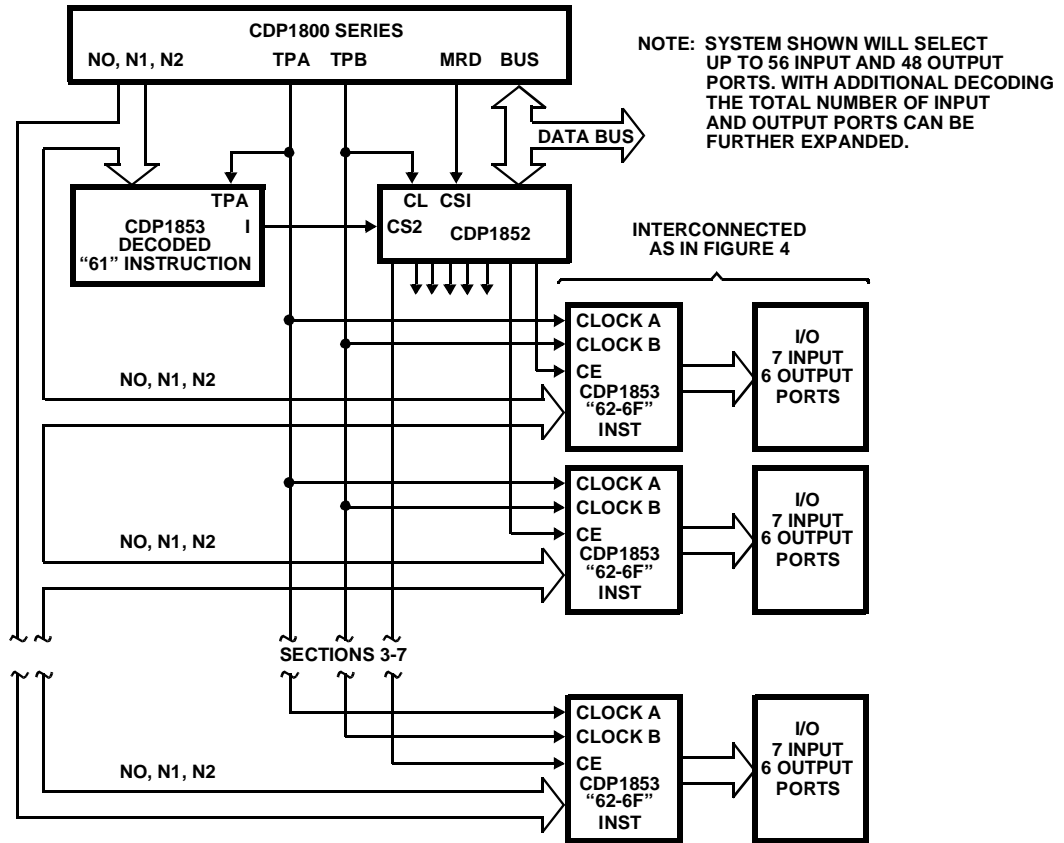 CDP1800 SERIES
NO, N1, N2 TPA TPB MRD BUS
NOTE: SYSTEM SHOWN WILL SELECT
UP TO 56 INPUT AND 48 OUTPUT
PORTS. WITH ADDITIONAL DECODING
THE TOTAL NUMBER OF INPUT
AND OUTPUT PORTS CAN BE
FURTHER EXPANDED.
DATA BUS
TPA
I
CDP1853
DECODED
“61” INSTRUCTION
CL CSI
CS2
CDP1852
INTERCONNECTED
AS IN FIGURE 4
CLOCK A
CLOCK B
CE
CDP1853
“62-6F”
INST
I/O
7 INPUT
6 OUTPUT
PORTS
NO, N1, N2
CLOCK A
CLOCK B
CE
CDP1853
“62-6F”
INST
I/O
7 INPUT
6 OUTPUT
PORTS
NO, N1, N2
SECTIONS 3-7
CLOCK A
CLOCK B
CE
CDP1853
“62-6F”
INST
I/O
7 INPUT
6 OUTPUT
PORTS
NO, N1, N2